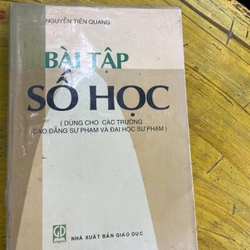 NGUYỄN TIẾN QUANG
BÀI TẬP
SỐ HỌC
( DÙNG CHO CÁC TRƯỜNG
CAO ĐẲNG SƯ PHẠM VÀ ĐẠI HỌC SƯ PHẠM )
NHÀ XUẤT BẢN GIÁO DỤC